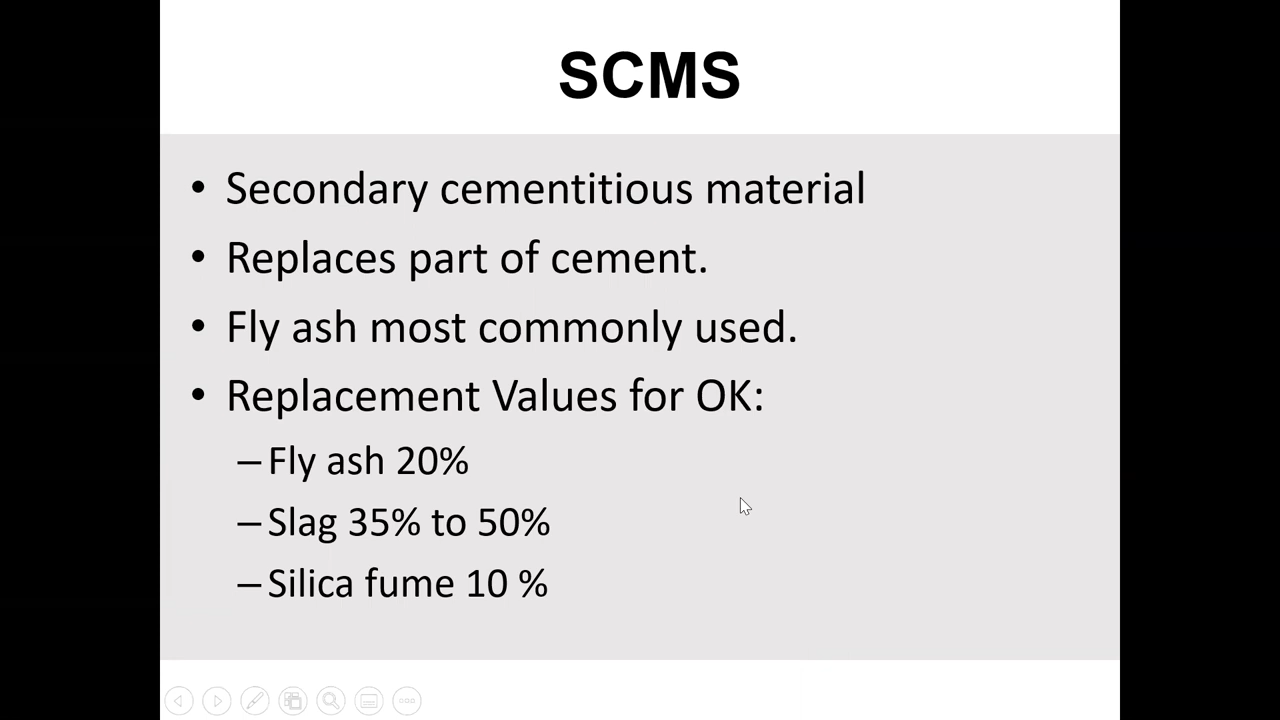 SCMS
• Secondary cementitious material
• Replaces part of cement.
• Fly ash most commonly used.
• Replacement Values for OK:
– Fly ash 20%
– Slag 35% to 50%
– Silica fume 10 %